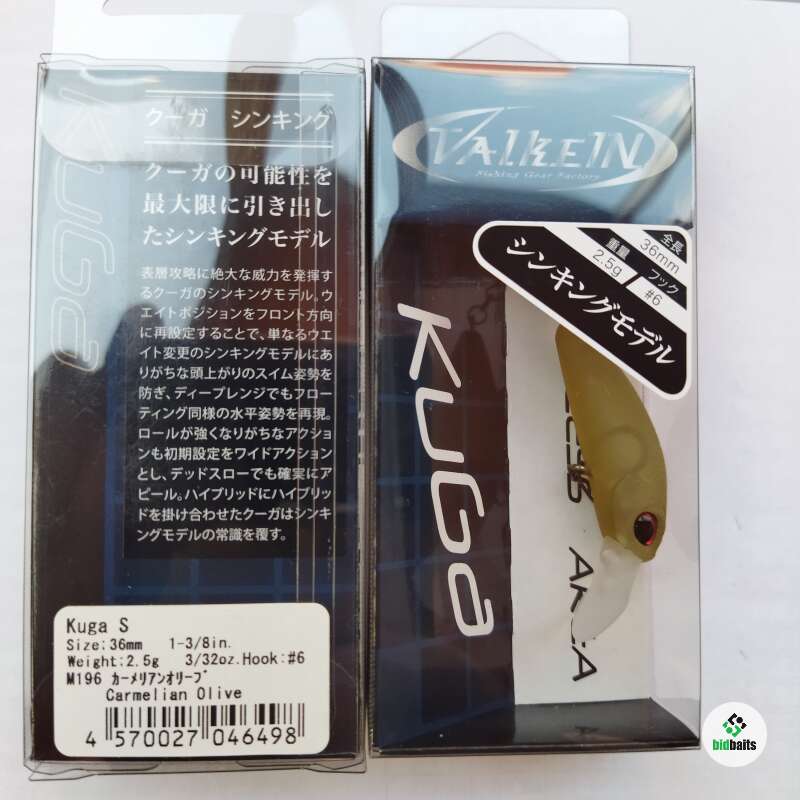 KUGa
クーガ シンキング
クーガの可能性を
最大限に引き出し
たシンキングモデル
表層攻略に絶大な威力を発揮す
るクーガのシンキングモデル。ウ
エイトポジションをフロント方向
に再設定することで、単なるウエ
イト変更のシンキングモデルにあ
りがちな頭上がりのスイム姿勢を
防ぎ、ディープレンジでもフロー
ティング同様の水平姿勢を再現。
ロールが強くなりがちなアクショ
ンも初期設定をワイドアクション
とし、デッドスローでも確実にア
ピール。ハイブリッドにハイブリッ
ドを掛け合わせたクーガはシンキ
ングモデルの常識を覆す。
Kuga S
Size:36mm 1-3/8in.
Weight:2.5g 3/32oz.Hook:#6
M196 カーメリアンオリーブ
Carmelian Olive
4 570027 046498
VALKEIN
Fishing Gear Factory
全長
36mm
重量
2.5g
フック
#6
シンキングモデル
KUGa
AREA
bidbaits